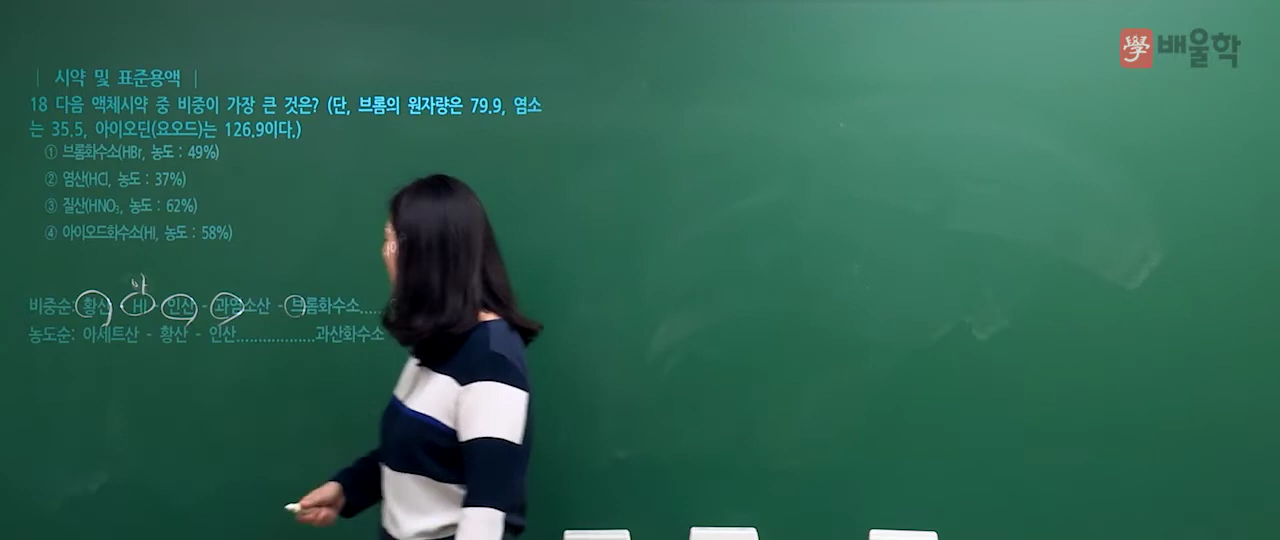 學 배울학
| 시약 및 표준용액 |
18 다음 액체시약 중 비중이 가장 큰 것은? (단, 브롬의 원자량은 79.9, 염소
는 35.5, 아이오딘(요오드)는 126.9이다.)
① 브롬화수소(HBr, 농도 : 49%)
② 염산(HCl, 농도 : 37%)
③ 질산(HNO₃, 농도 : 62%)
④ 아이오드화수소(HI, 농도 : 58%)
비중순: 황산 - HI - 인산 - 과염소산 - 브롬화수소.....
농도순: 아세트산 - 황산 - 인산..................과산화수소